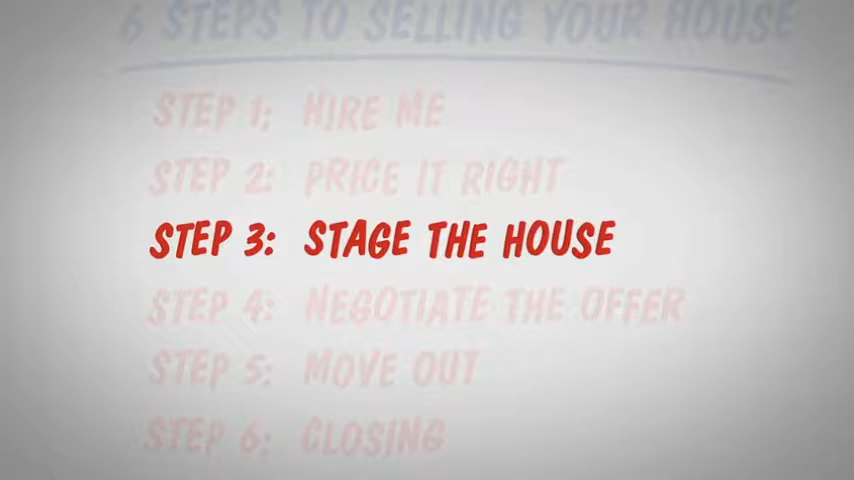 6 STEPS TO SELLING YOUR HOUSE
STEP 1: HIRE ME
STEP 2: PRICE IT RIGHT
STEP 3: STAGE THE HOUSE
STEP 4: NEGOTIATE THE OFFER
STEP 5: MOVE OUT
STEP 6: CLOSING